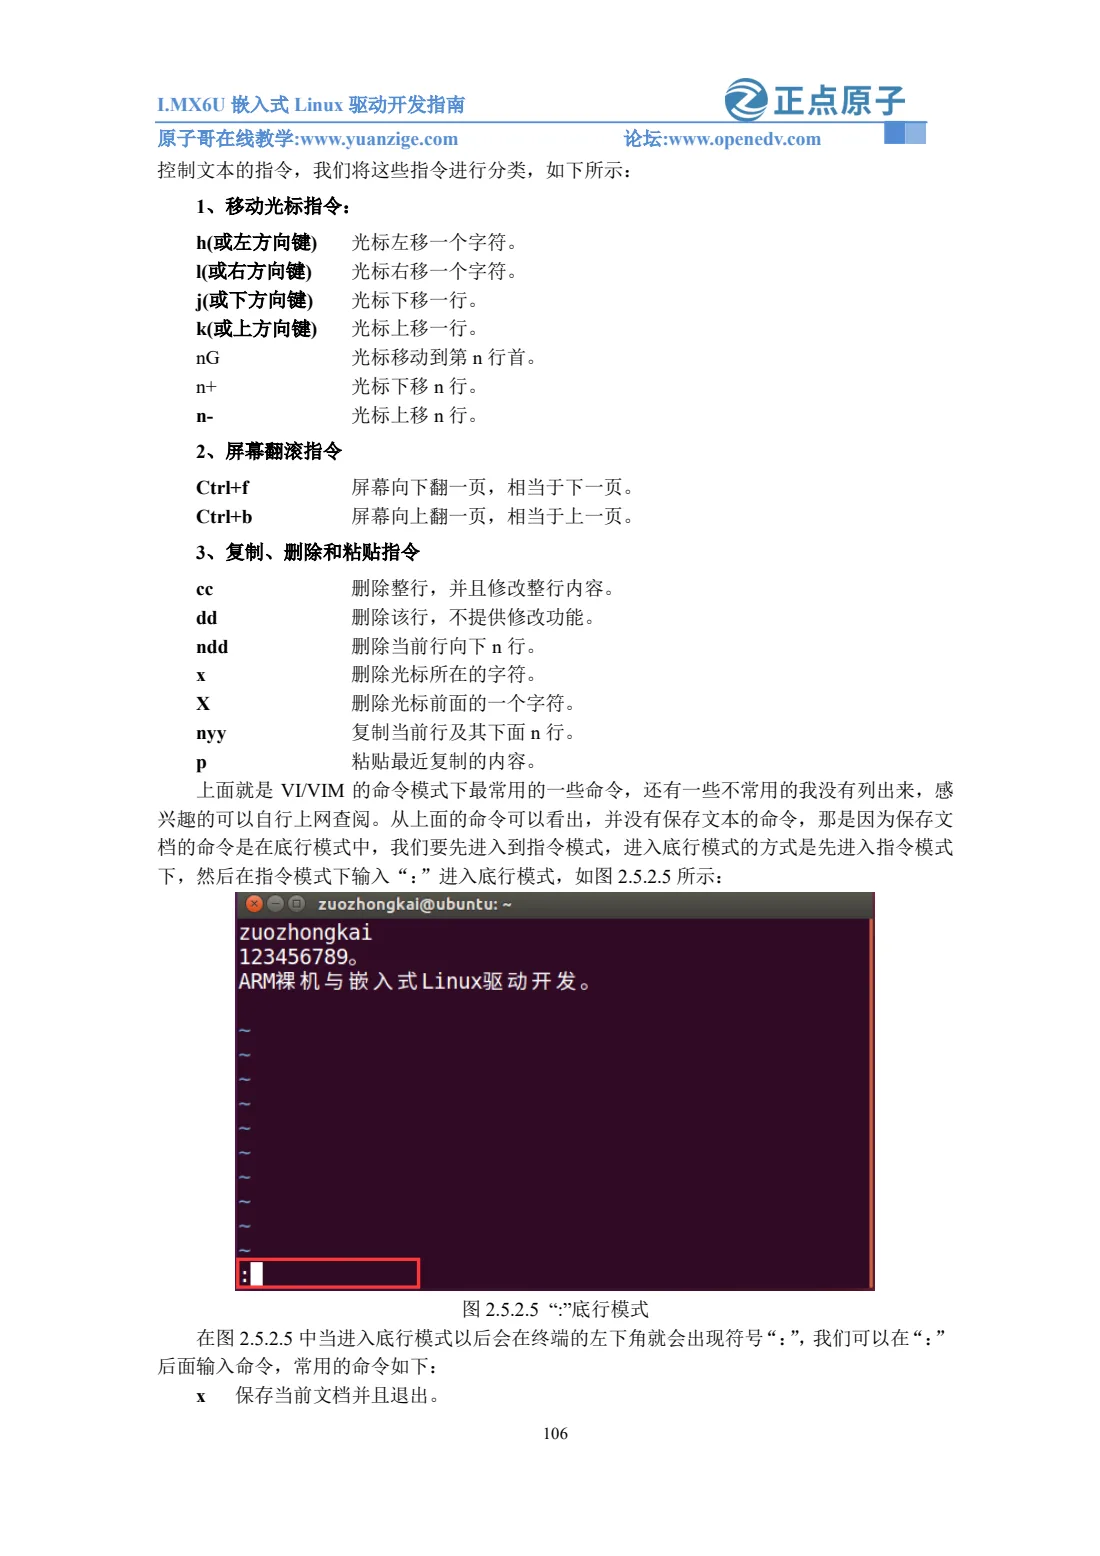 I.MX6U 嵌入式 Linux 驱动开发指南
正点原子
原子哥在线教学:www.yuanzige.com 论坛:www.openedv.com
控制文本的指令，我们将这些指令进行分类，如下所示：
1、移动光标指令：
h(或左方向键) 光标左移一个字符。
l(或右方向键) 光标右移一个字符。
j(或下方向键) 光标下移一行。
k(或上方向键) 光标上移一行。
nG 光标移动到第 n 行首。
n+ 光标下移 n 行。
n- 光标上移 n 行。
2、屏幕翻滚指令
Ctrl+f 屏幕向下翻一页，相当于下一页。
Ctrl+b 屏幕向上翻一页，相当于上一页。
3、复制、删除和粘贴指令
cc 删除整行，并且修改整行内容。
dd 删除该行，不提供修改功能。
ndd 删除当前行向下 n 行。
x 删除光标所在的字符。
X 删除光标前面的一个字符。
nyy 复制当前行及其下面 n 行。
p 粘贴最近复制的内容。
上面就是 VI/VIM 的命令模式下最常用的一些命令，还有一些不常用的我没有列出来，感
兴趣的可以自行上网查阅。从上面的命令可以看出，并没有保存文本的命令，那是因为保存文
档的命令是在底行模式中，我们要先进入到指令模式，进入底行模式的方式是先进入指令模式
下，然后在指令模式下输入“：”进入底行模式，如图 2.5.2.5 所示：
zuozhongkai@ubuntu: ~
zuozhongkai
123456789。
ARM裸机与嵌入式Linux驱动开发。
~
~
~
~
~
~
~
~
~
~
:
图 2.5.2.5 “:”底行模式
在图 2.5.2.5 中当进入底行模式以后会在终端的左下角就会出现符号“：”，我们可以在“：”
后面输入命令，常用的命令如下：
x 保存当前文档并且退出。
106